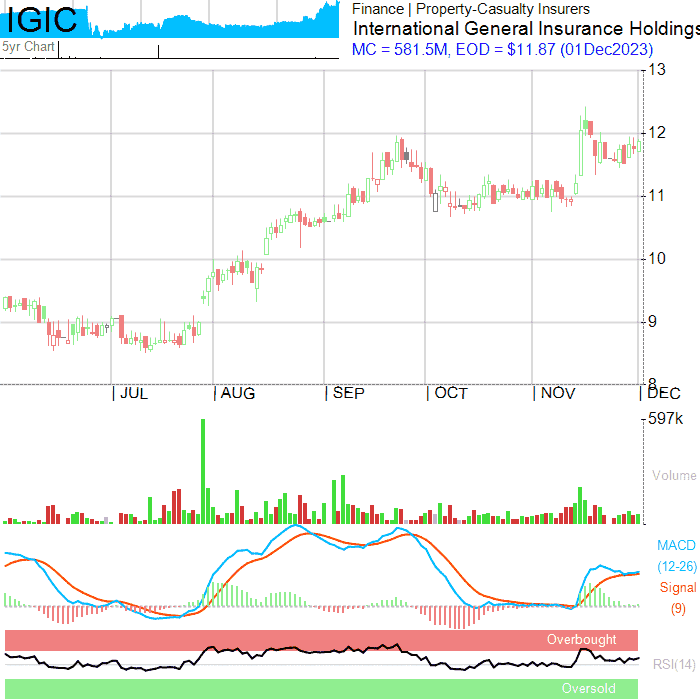 IGIC
5yr Chart
Finance | Property-Casualty Insurers
International General Insurance Holdings
MC = 581.5M, EOD = $11.87 (01Dec2023)
13
12
11
10
9
8
JUL AUG SEP OCT NOV DEC
597k
Volume
MACD
(12-26)
Signal
(9)
Overbought
RSI(14)
Oversold